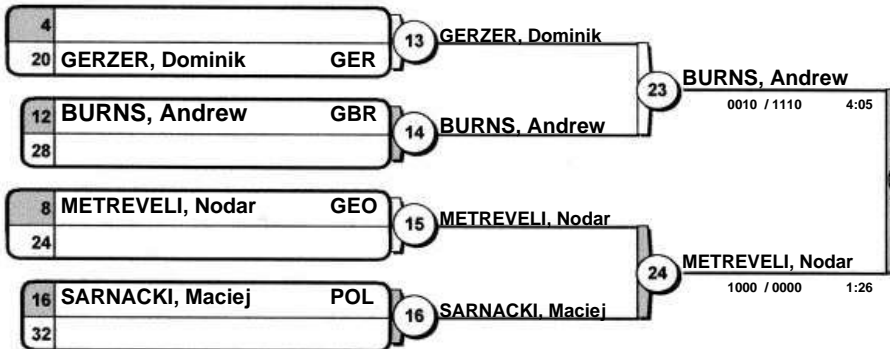 4
20 GERZER, Dominik GER
13 GERZER, Dominik
12 BURNS, Andrew GBR
28
14 BURNS, Andrew
23 BURNS, Andrew
0010 / 1110 4:05
8 METREVELI, Nodar GEO
24
15 METREVELI, Nodar
16 SARNACKI, Maciej POL
32
16 SARNACKI, Maciej
24 METREVELI, Nodar
1000 / 0000 1:26